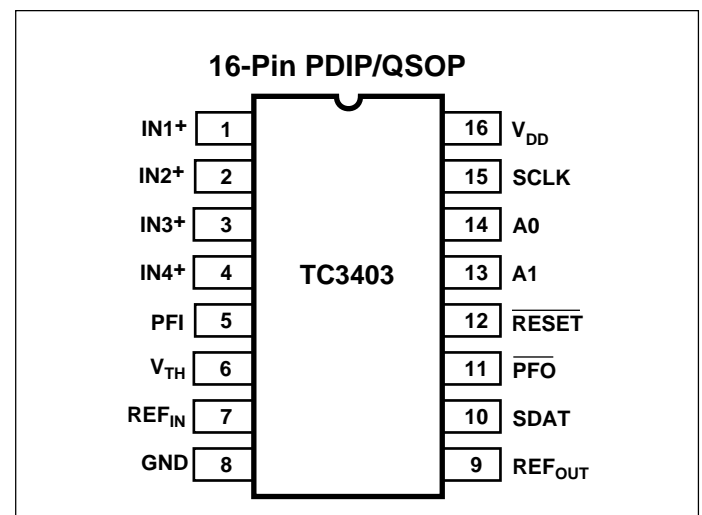 16-Pin PDIP/QSOP
IN1+ 1 16 VDD
IN2+ 2 15 SCLK
IN3+ 3 14 A0
IN4+ 4 TC3403 13 A1
PFI 5 12 RESET
VTH 6 11 PFO
REFIN 7 10 SDAT
GND 8 9 REFOUT